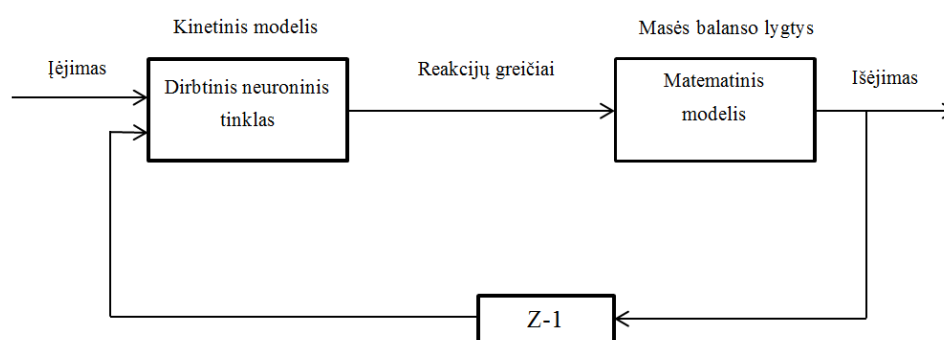 Kinetinis modelis
Masės balanso lygtys
Įėjimas
Reakcijų greičiai
Išėjimas
Dirbtinis neuroninis
tinklas
Matematinis
modelis
Z-1